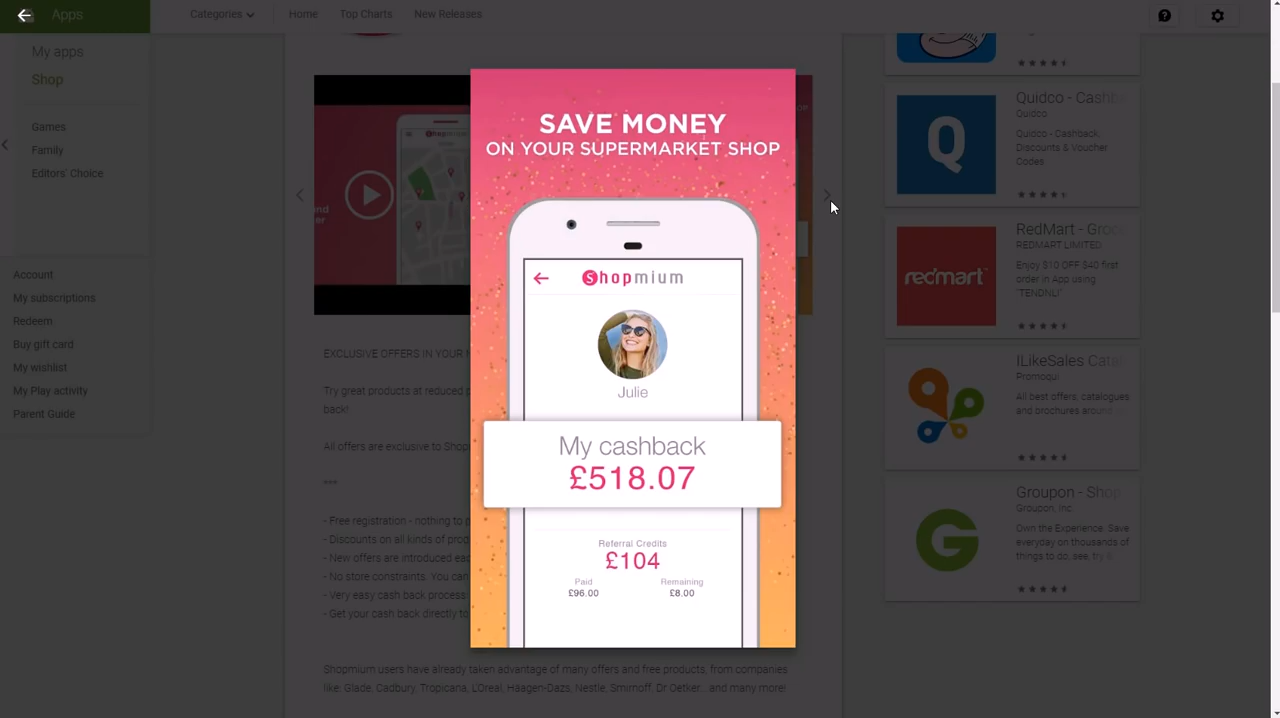 Apps
Categories
Home
Top Charts
New Releases
My apps
Shop
Games
Family
Editors' Choice
Account
My subscriptions
Redeem
Buy gift card
My wishlist
My Play activity
Parent Guide
SAVE MONEY
ON YOUR SUPERMARKET SHOP
Shopmium
Julie
My cashback
£518.07
Referral Credits
£104
Paid
Remaining
£96.00
£8.00
EXCLUSIVE OFFERS IN YOUR
Try great products at reduced
back!
All offers are exclusive to
***
- Free registration - nothing to
- Discounts on all kinds of
- New offers are introduced
- No store constraints. You can
- Very easy cash back process
- Get your cash back directly to
Shopmium users have already taken advantage of many offers and free products, from companies
like: Glade, Cadbury, Tropicana, L'Oreal, Häagen-Dazs, Nestle, Smirnoff, Dr Oetker... and many more!
Quidco -
Quidco
Quidco - Cashback,
Discounts & Voucher
Codes
Q
RedMart -
REDMART LIMITED
Enjoy $10 OFF $40 first
order in App using
"TENDNLI"
redmart
ILikeSales
Promoqui
All best offers, catalogues
and brochures around
Groupon - Shop
Groupon, Inc.
Own the Experience. Save
everyday on thousands of
things to do, see, try
G